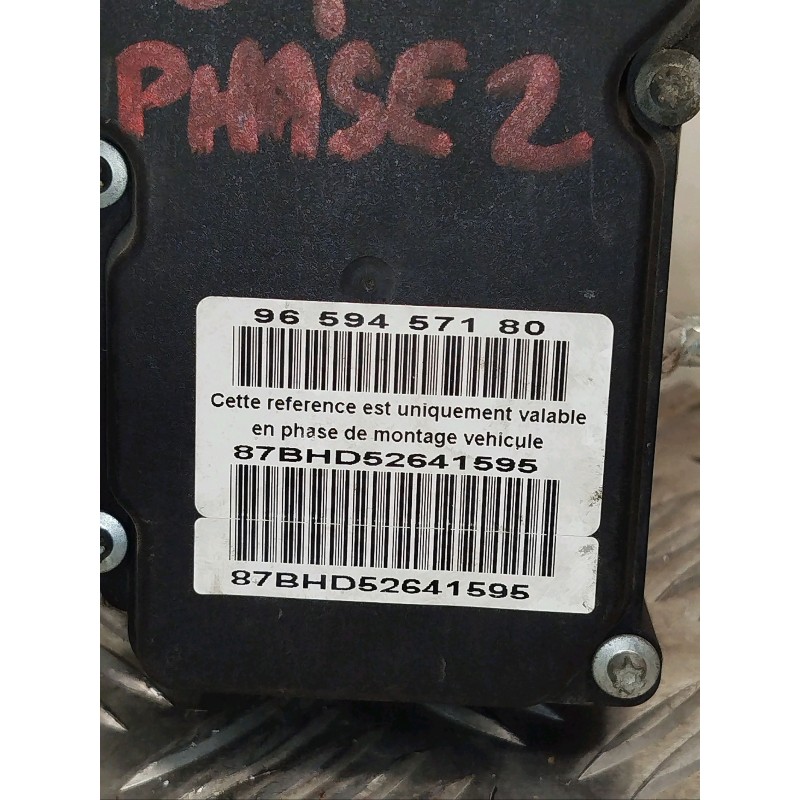 PHASE 2
96 594 571 80
Cette reference est uniquement valable
en phase de montage vehicule
87BHD52641595
87BHD52641595